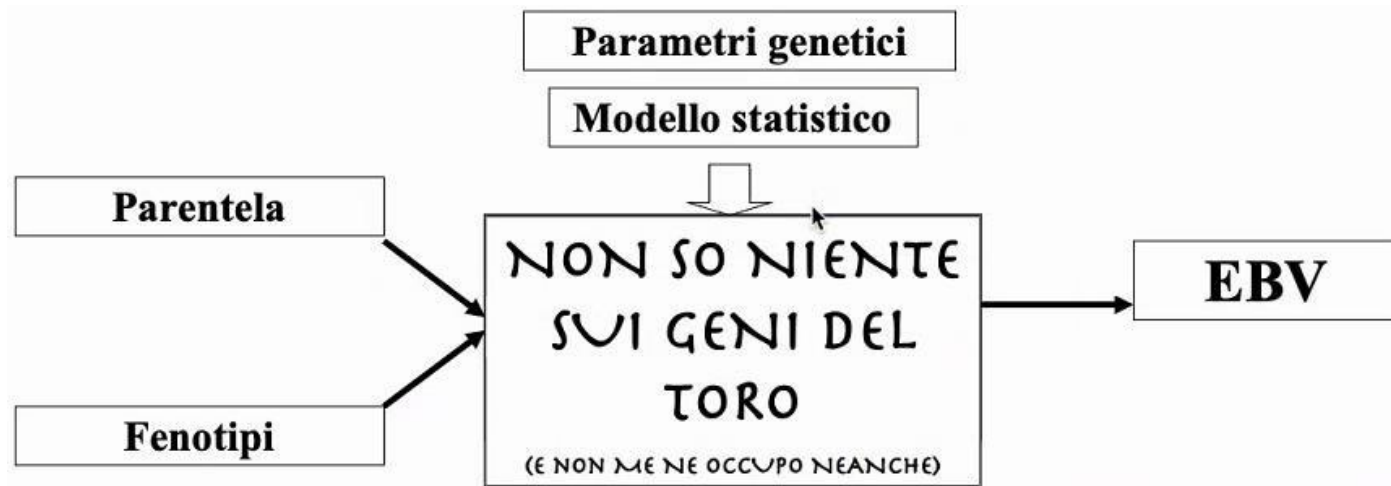 Parametri genetici
Modello statistico
Parentela
NON SO NIENTE
SUI GENI DEL
TORO
(E NON ME NE OCCUPO NEANCHE)
EBV
Fenotipi